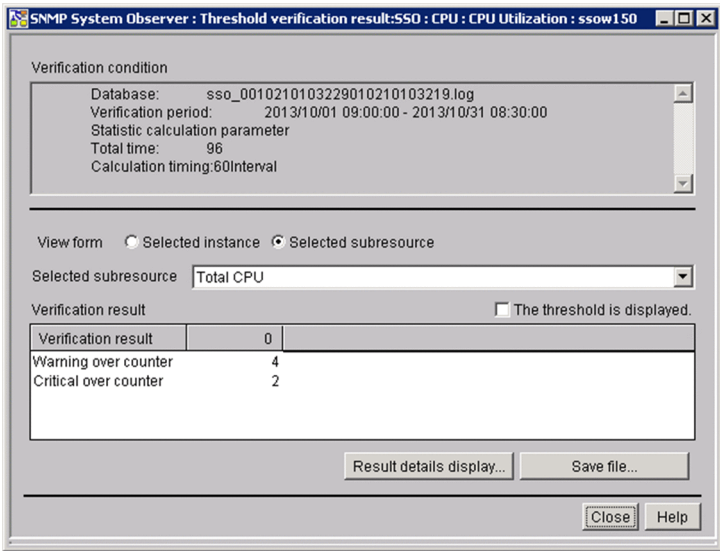 SNMP System Observer : Threshold verification result:SSO : CPU : CPU Utilization : ssow150
Verification condition
Database: sso_0010210103229010210103219.log
Verification period: 2013/10/01 09:00:00 - 2013/10/31 08:30:00
Statistic calculation parameter
Total time: 96
Calculation timing:60Interval
View form Selected instance Selected subresource
Selected subresource Total CPU
Verification result The threshold is displayed.
Verification result 0
Warning over counter 4
Critical over counter 2
Result details display... Save file...
Close Help